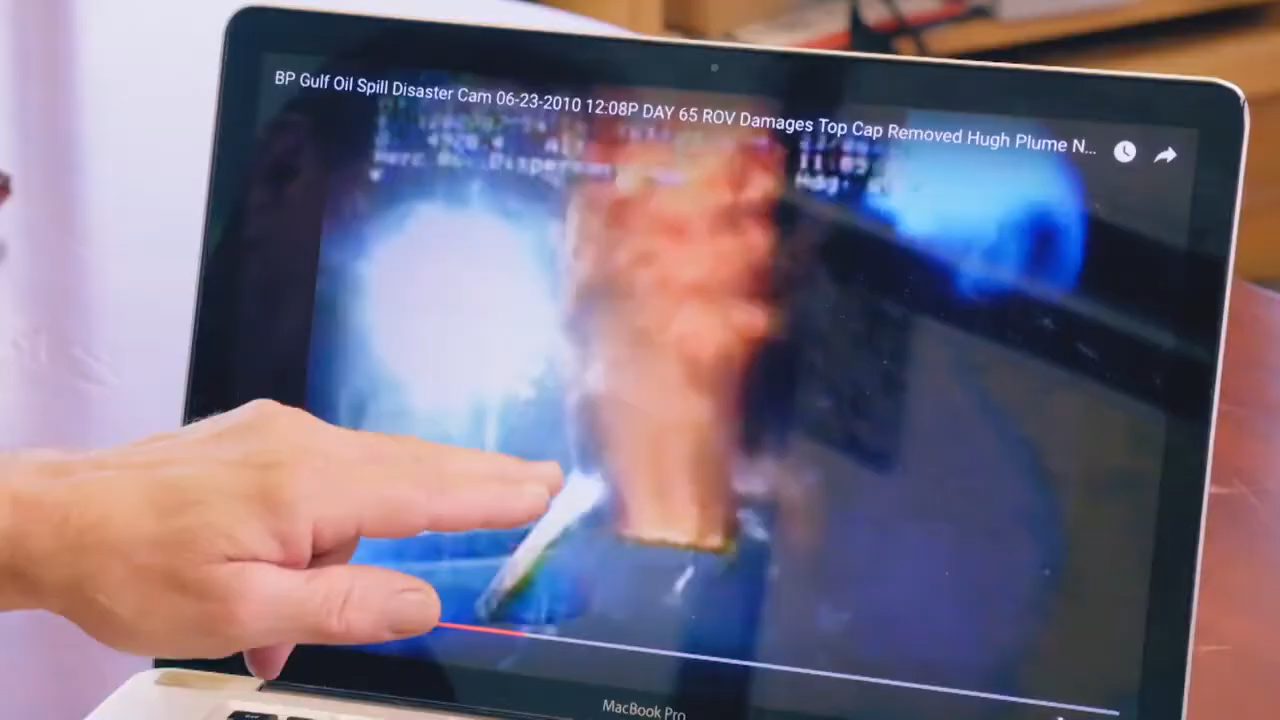 BP Gulf Oil Spill Disaster Cam 06-23-2010 12:08P DAY 65 ROV Damages Top Cap Removed Hugh Plume N...
MacBook Pro